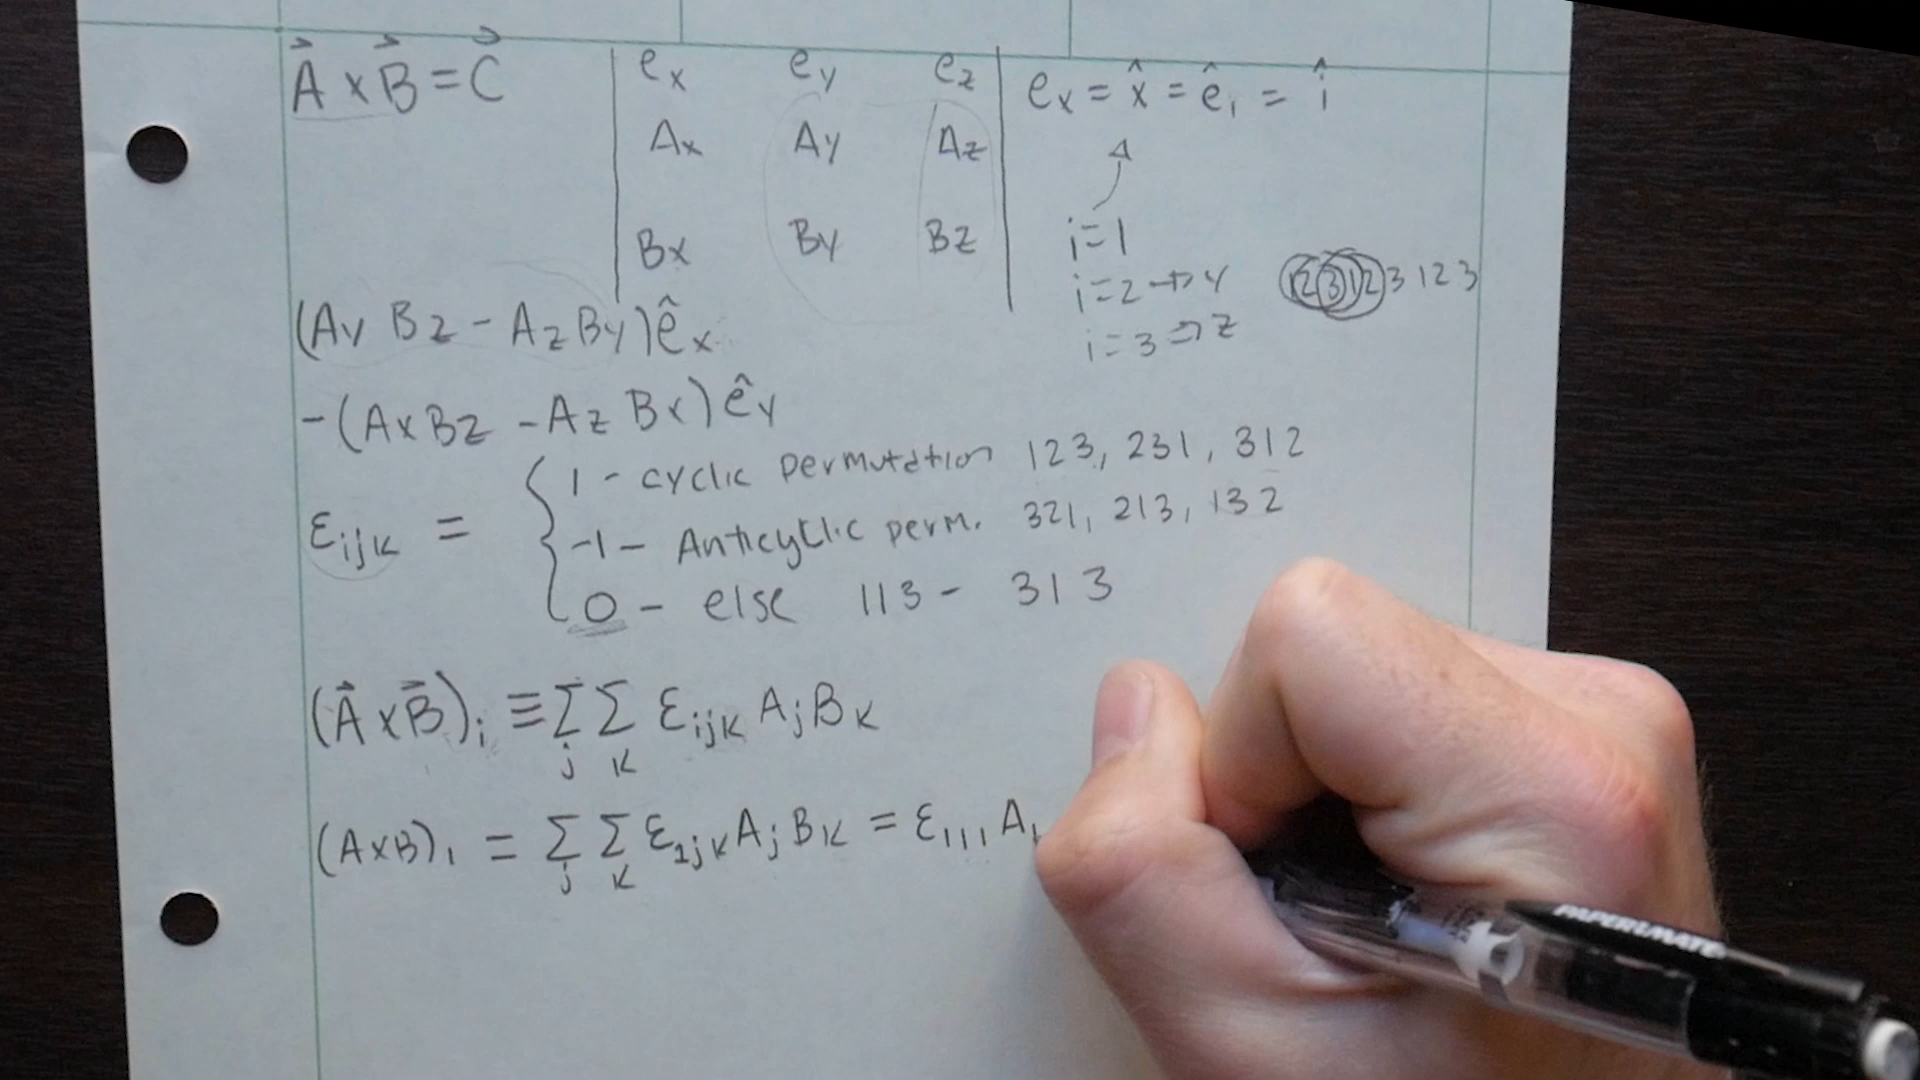 A⃗ × B⃗ = C⃗
e_x e_y e_z
A_x A_y A_z
B_x B_y B_z
e_x = x̂ = ê_1 = î
i=1
i=2 → y
i=3 ⇒ z
123123123
(A_y B_z - A_z B_y) ê_x
-(A_x B_z - A_z B_x) ê_y
ε_ijk =
1 - cyclic permutation 123, 231, 312
-1 - Anticyclic perm. 321, 213, 132
0 - else 113 - 313
(A⃗ × B⃗)_i ≡ Σ_j Σ_k ε_ijk A_j B_k
(A×B)_1 = Σ_j Σ_k ε_1jk A_j B_k = ε_111 A_1
PAPERMATE